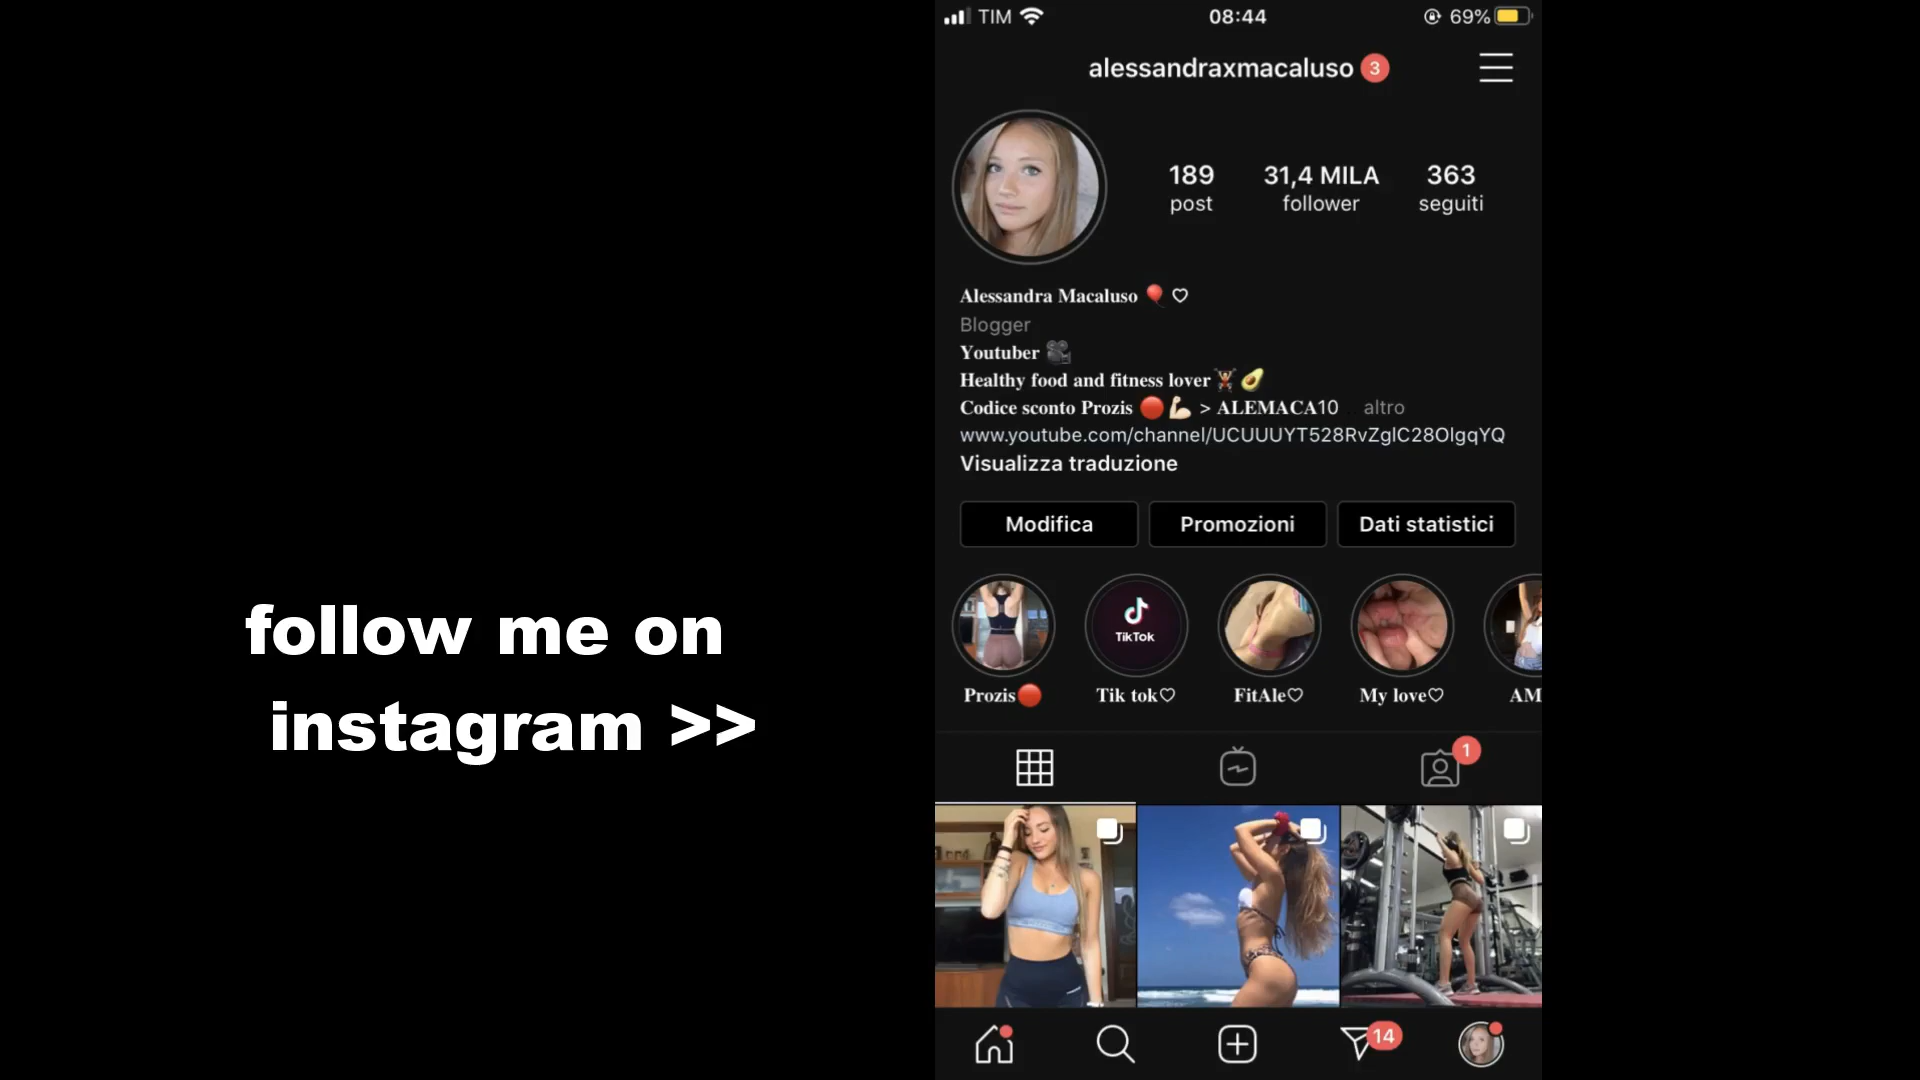 TIM 08:44 69%
alessandraxmacaluso 3
189 31,4 MILA 363
post follower seguiti
Alessandra Macaluso
Blogger
Youtuber
Healthy food and fitness lover
Codice sconto Prozis > ALEMACA10 altro
www.youtube.com/channel/UCUUUYT528RvZglC28OlgqYQ
Visualizza traduzione
Modifica Promozioni Dati statistici
TikTok
Prozis Tik tok♡ FitAle♡ My love♡ AM
follow me on
instagram >>
1
14